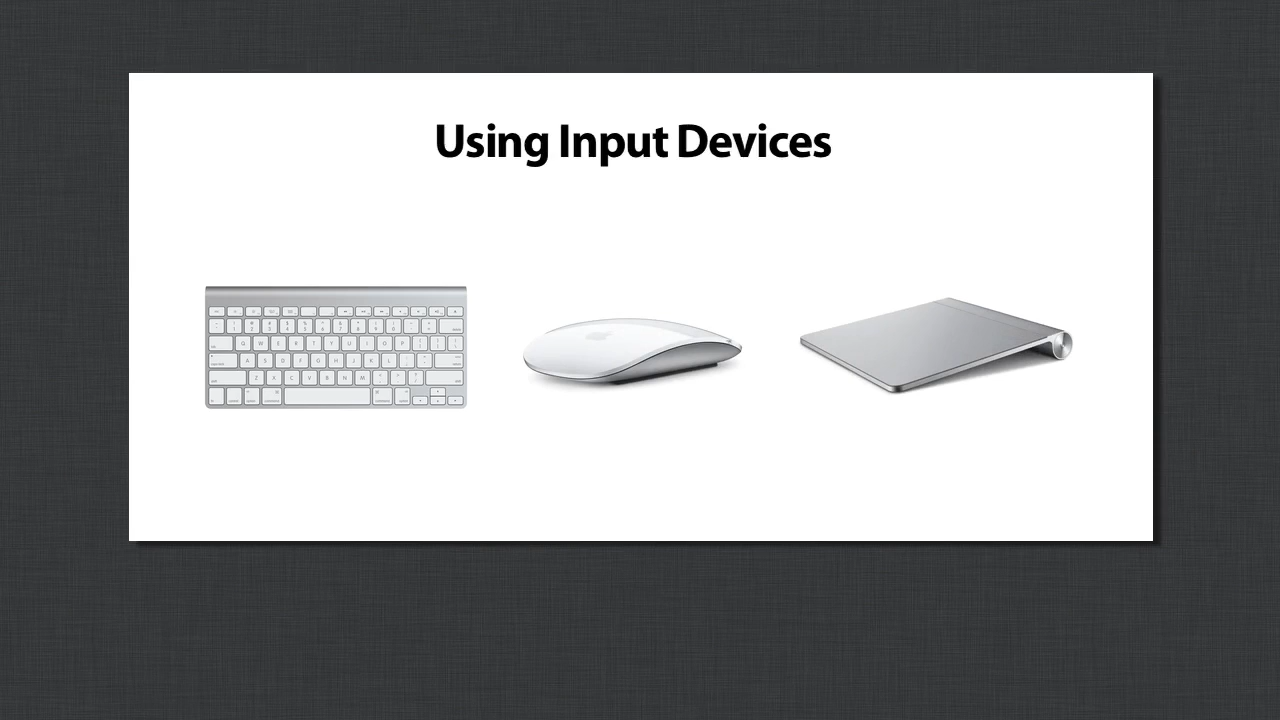 Using Input Devices
Q W E R T Y U I O P
A S D F G H J K L
Z X C V B N M